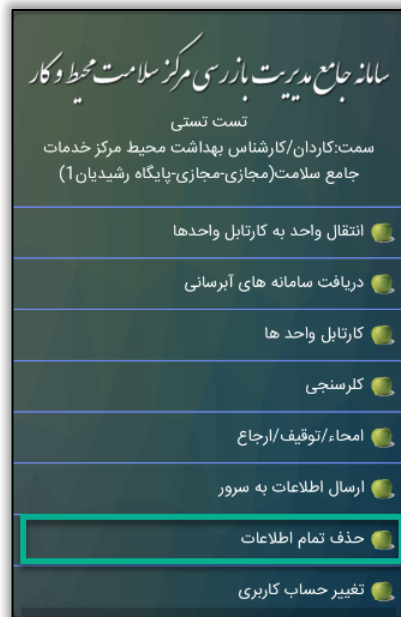 سامانه جامع مدیریت بازرسی مرکز سلامت محیط و کار
تست تستی
سمت:کاردان/کارشناس بهداشت محیط مرکز خدمات
جامع سلامت(مجازی-مجازی-پایگاه رشیدیان1)
انتقال واحد به کارتابل واحدها
دریافت سامانه های آبرسانی
کارتابل واحد ها
کلرسنجی
امحاء/توقیف/ارجاع
ارسال اطلاعات به سرور
حذف تمام اطلاعات
تغییر حساب کاربری